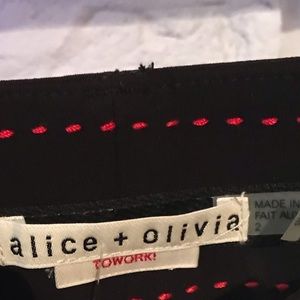 alice + olivia
TOWORK!
MADE IN
FAIT AU
2